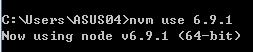 C:\Users\ASUS04>nvm use 6.9.1
Now using node v6.9.1 (64-bit)